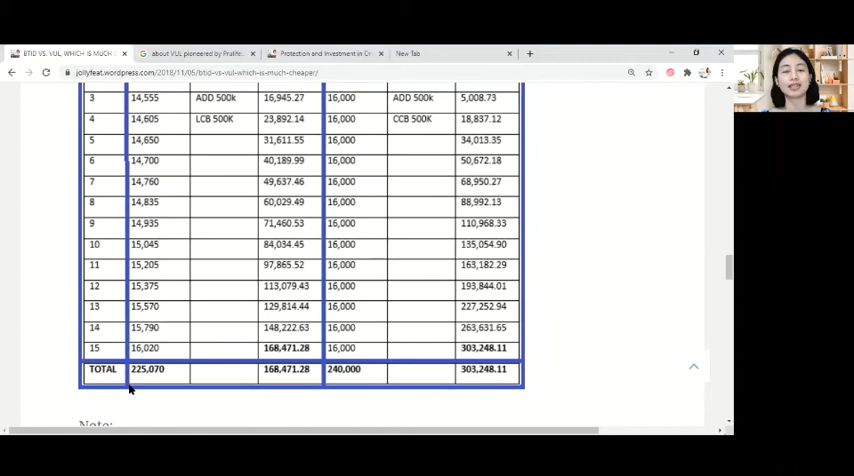 BTID VS. VUL, WHICH IS MUCH
about VUL pioneered by Prulife
Protection and Investment in Or
New Tab
jollyfeat.wordpress.com/2018/11/05/btid-vs-vul-which-is-much-cheaper/
3 14,555 ADD 500k 16,945.27 16,000 ADD 500k 5,008.73
4 14,605 LCB 500K 23,892.14 16,000 CCB 500K 18,837.12
5 14,650 31,611.55 16,000 34,013.35
6 14,700 40,189.99 16,000 50,672.18
7 14,760 49,637.46 16,000 68,950.27
8 14,835 60,029.49 16,000 88,992.13
9 14,935 71,460.53 16,000 110,968.33
10 15,045 84,034.45 16,000 135,054.90
11 15,205 97,865.52 16,000 163,182.29
12 15,375 113,079.43 16,000 193,844.01
13 15,570 129,814.44 16,000 227,252.94
14 15,790 148,222.63 16,000 263,631.65
15 16,020 168,471.28 16,000 303,248.11
TOTAL 225,070 168,471.28 240,000 303,248.11
Note: